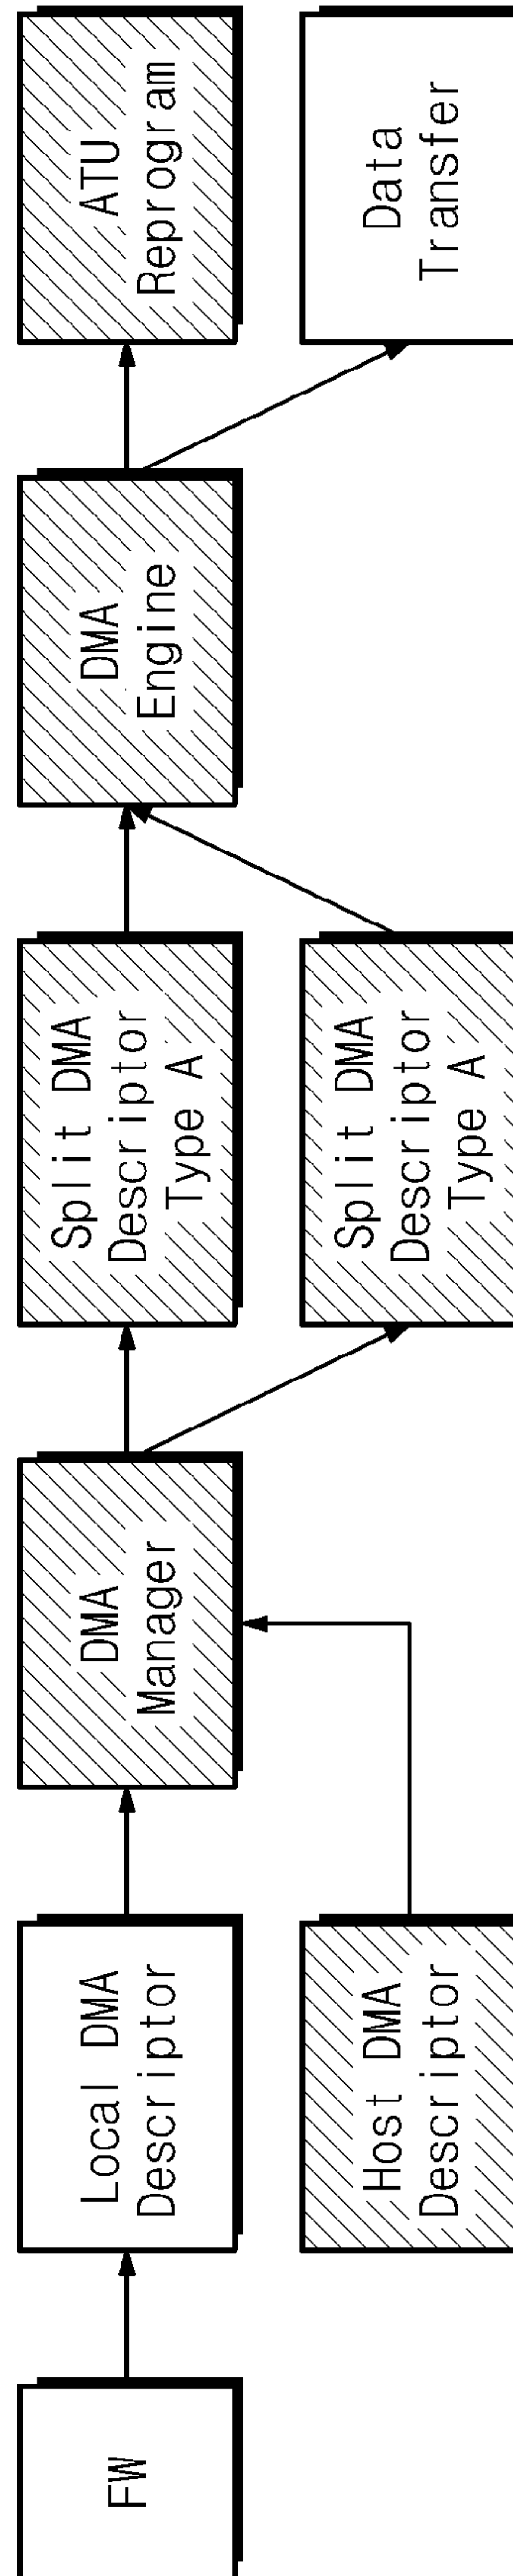 FW
Local DMA
Descriptor
Host DMA
Descriptor
DMA
Manager
Split DMA
Descriptor
Type A
Split DMA
Descriptor
Type A
DMA
Engine
ATU
Reprogram
Data
Transfer